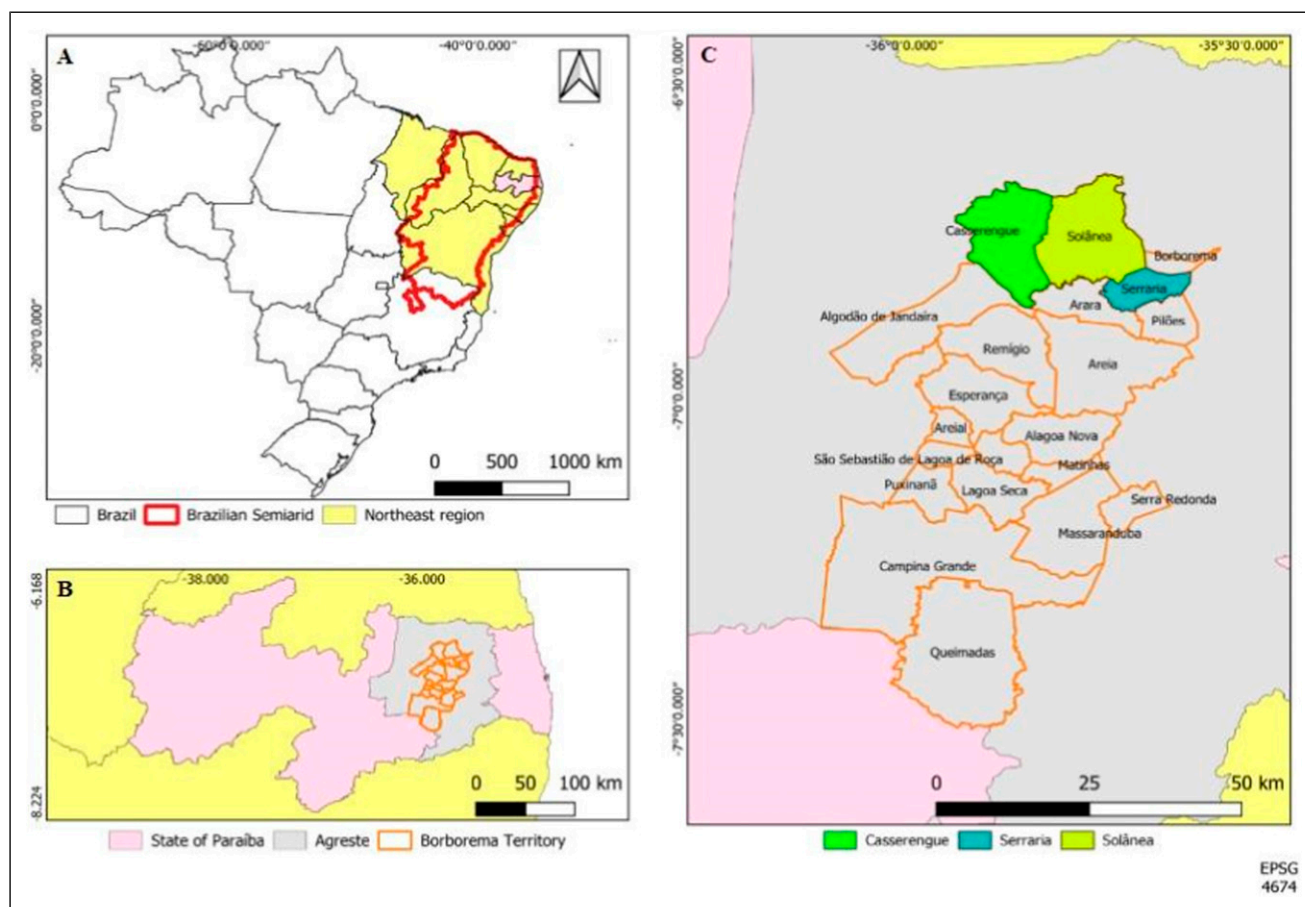 A
-60°0'0.000"
-40°0'0.000"
0°0'0.000"
-20°0'0.000"
0 500 1000 km
Brazil Brazilian Semiarid Northeast region
B
-38.000
-36.000
-6.168
-8.224
0 50 100 km
State of Paraíba Agreste Borborema Territory
C
-36°0'0.000"
-35°30'0.000"
-6°30'0.000"
-7°0'0.000"
-7°30'0.000"
Casserengue
Solânea
Borborema
Serraria
Arara
Algodão de Jandaíra
Pilões
Remígio
Areia
Esperança
Areial
Alagoa Nova
São Sebastião de Lagoa de Roça
Matinhas
Puxinanã
Lagoa Seca
Serra Redonda
Massaranduba
Campina Grande
Queimadas
0 25 50 km
Casserengue Serraria Solânea
EPSG
4674